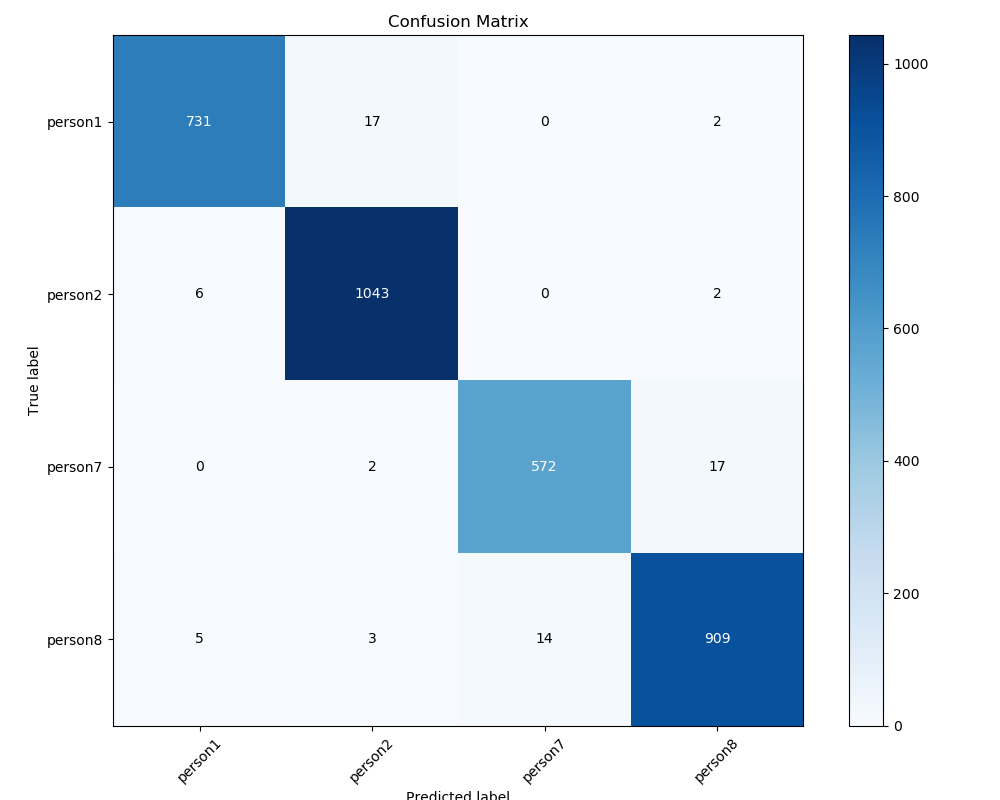 Confusion Matrix
person1 731 17 0 2
person2 6 1043 0 2
person7 0 2 572 17
person8 5 3 14 909
person1 person2 person7 person8
True label
Predicted label
1000
800
600
400
200
0